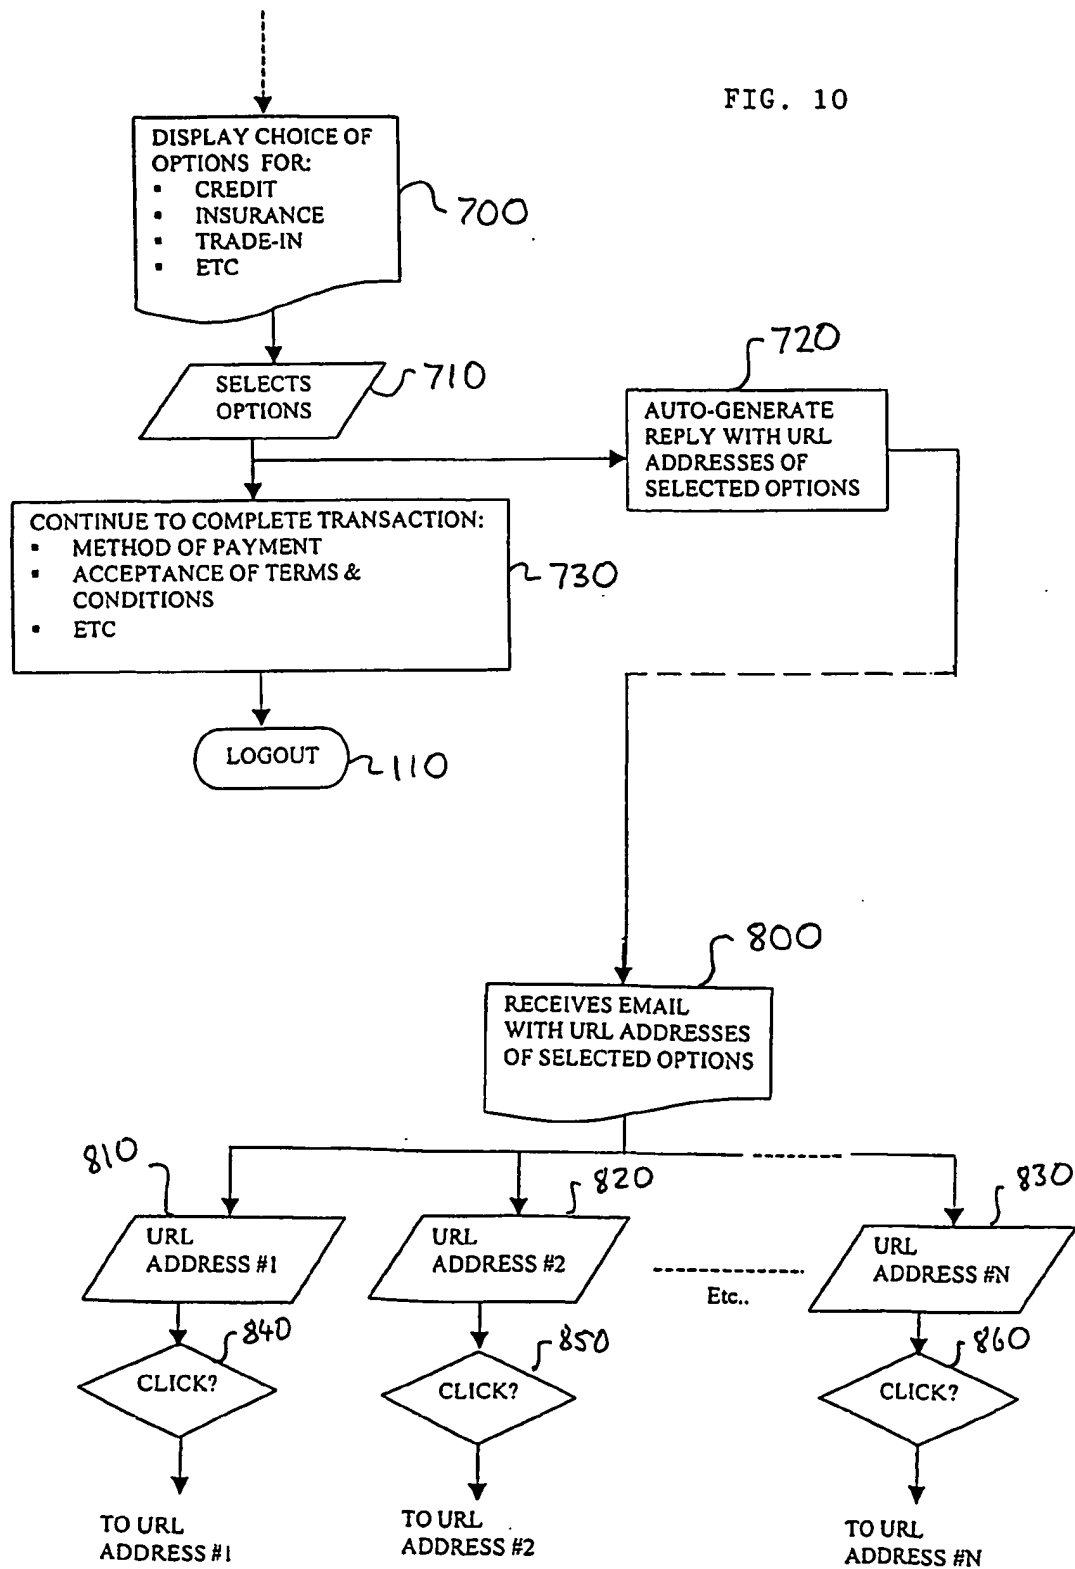 FIG. 10
DISPLAY CHOICE OF
OPTIONS FOR:
▪ CREDIT
▪ INSURANCE
▪ TRADE-IN
▪ ETC
700
SELECTS
OPTIONS
710
720
AUTO-GENERATE
REPLY WITH URL
ADDRESSES OF
SELECTED OPTIONS
CONTINUE TO COMPLETE TRANSACTION:
▪ METHOD OF PAYMENT
▪ ACCEPTANCE OF TERMS &
CONDITIONS
▪ ETC
730
LOGOUT
110
800
RECEIVES EMAIL
WITH URL ADDRESSES
OF SELECTED OPTIONS
810
820
830
URL
ADDRESS #1
URL
ADDRESS #2
Etc..
URL
ADDRESS #N
840
850
860
CLICK?
CLICK?
CLICK?
TO URL
ADDRESS #1
TO URL
ADDRESS #2
TO URL
ADDRESS #N